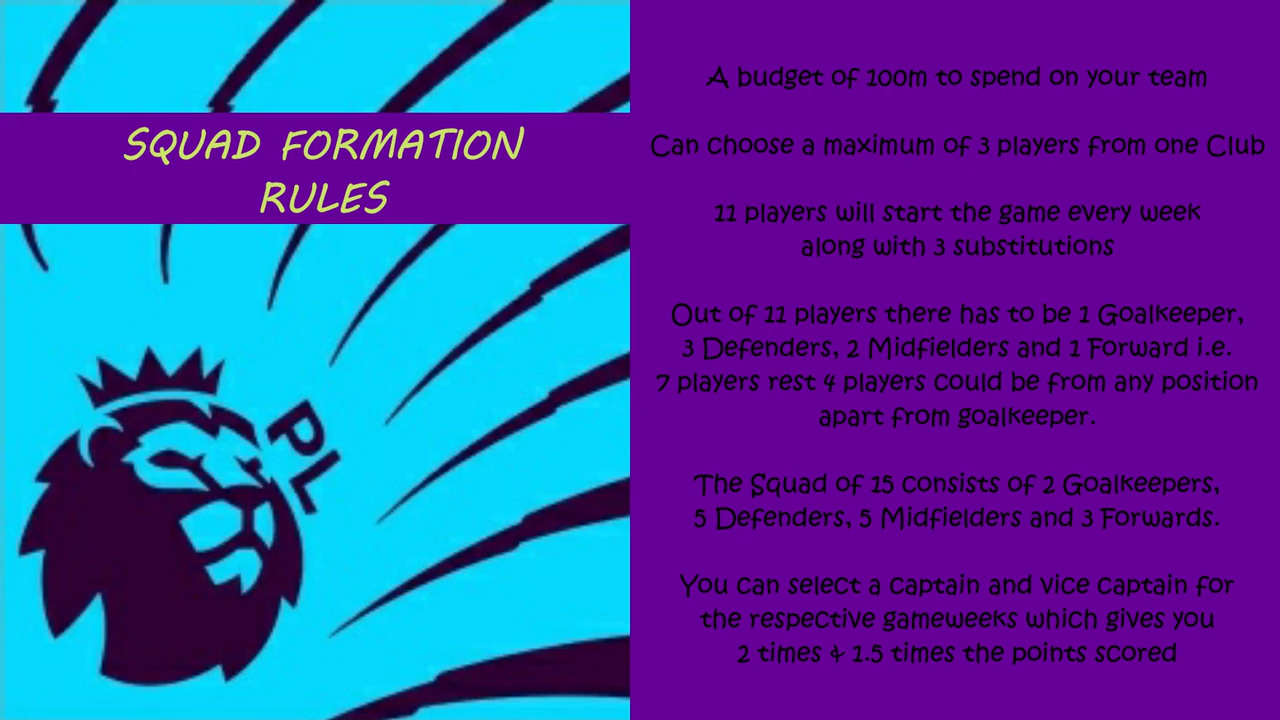 SQUAD FORMATION
RULES
PL
A budget of 100m to spend on your team
Can choose a maximum of 3 players from one Club
11 players will start the game every week
along with 3 substitutions
Out of 11 players there has to be 1 Goalkeeper,
3 Defenders, 2 Midfielders and 1 Forward i.e.
7 players rest 4 players could be from any position
apart from goalkeeper.
The Squad of 15 consists of 2 Goalkeepers,
5 Defenders, 5 Midfielders and 3 Forwards.
You can select a captain and vice captain for
the respective gameweeks which gives you
2 times & 1.5 times the points scored